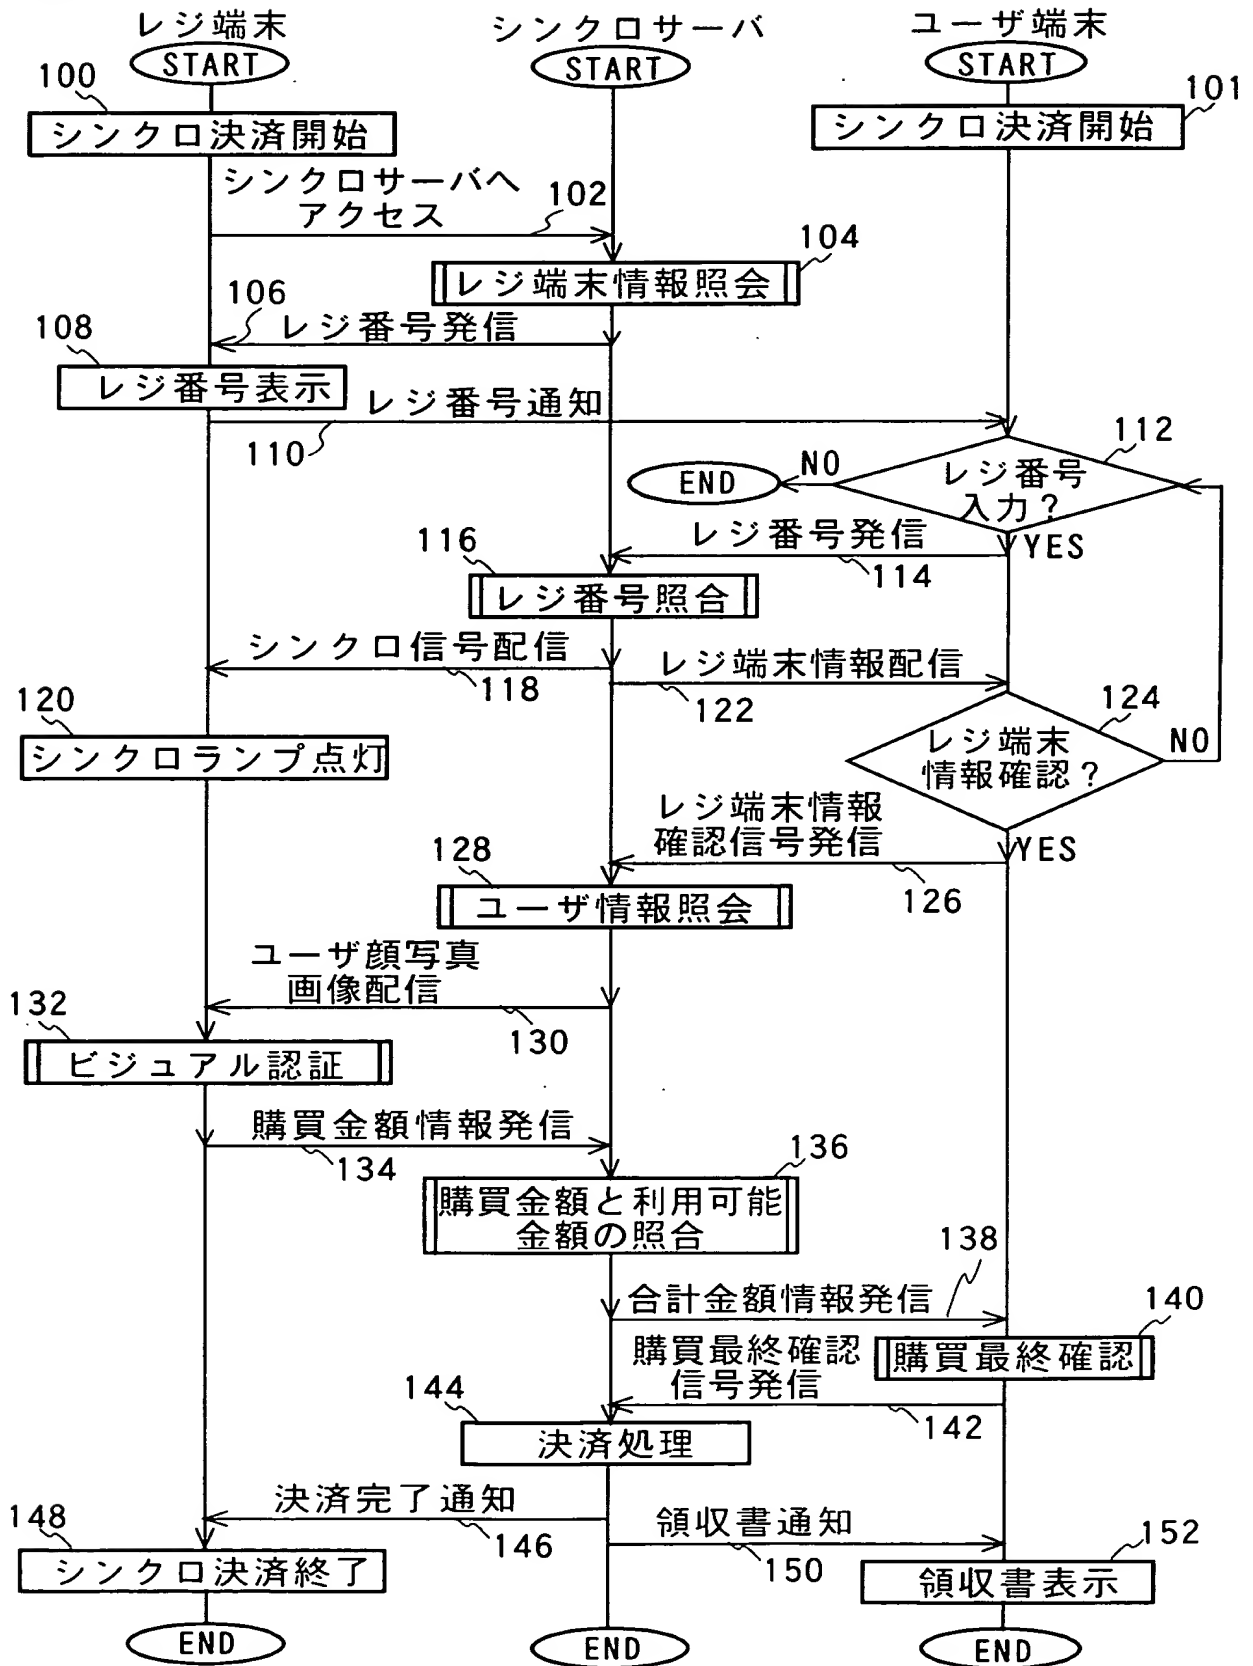 レジ端末
シンクロサーバ
ユーザ端末
START
START
START
100
シンクロ決済開始
101
シンクロ決済開始
シンクロサーバへ
アクセス
102
104
レジ端末情報照会
106
レジ番号発信
108
レジ番号表示
レジ番号通知
110
112
レジ番号
入力?
NO
END
YES
レジ番号発信
114
116
レジ番号照合
シンクロ信号配信
118
レジ端末情報配信
122
120
シンクロランプ点灯
124
レジ端末
情報確認?
NO
YES
レジ端末情報
確認信号発信
126
128
ユーザ情報照会
ユーザ顔写真
画像配信
130
132
ビジュアル認証
購買金額情報発信
134
136
購買金額と利用可能
金額の照合
138
合計金額情報発信
140
購買最終確認
購買最終確認
信号発信
142
144
決済処理
決済完了通知
146
148
シンクロ決済終了
領収書通知
150
152
領収書表示
END
END
END